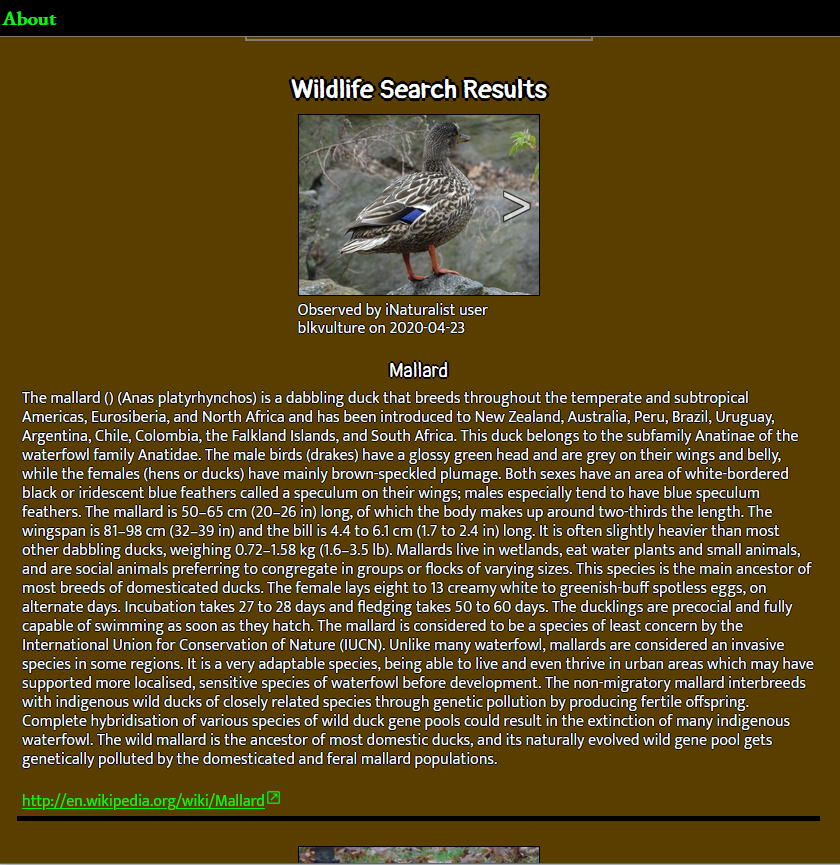 About
Wildlife Search Results
>
Observed by iNaturalist user
blkvulture on 2020-04-23
Mallard
The mallard () (Anas platyrhynchos) is a dabbling duck that breeds throughout the temperate and subtropical
Americas, Eurosiberia, and North Africa and has been introduced to New Zealand, Australia, Peru, Brazil, Uruguay,
Argentina, Chile, Colombia, the Falkland Islands, and South Africa. This duck belongs to the subfamily Anatinae of the
waterfowl family Anatidae. The male birds (drakes) have a glossy green head and are grey on their wings and belly,
while the females (hens or ducks) have mainly brown-speckled plumage. Both sexes have an area of white-bordered
black or iridescent blue feathers called a speculum on their wings; males especially tend to have blue speculum
feathers. The mallard is 50–65 cm (20–26 in) long, of which the body makes up around two-thirds the length. The
wingspan is 81–98 cm (32–39 in) and the bill is 4.4 to 6.1 cm (1.7 to 2.4 in) long. It is often slightly heavier than most
other dabbling ducks, weighing 0.72–1.58 kg (1.6–3.5 lb). Mallards live in wetlands, eat water plants and small animals,
and are social animals preferring to congregate in groups or flocks of varying sizes. This species is the main ancestor of
most breeds of domesticated ducks. The female lays eight to 13 creamy white to greenish-buff spotless eggs, on
alternate days. Incubation takes 27 to 28 days and fledging takes 50 to 60 days. The ducklings are precocial and fully
capable of swimming as soon as they hatch. The mallard is considered to be a species of least concern by the
International Union for Conservation of Nature (IUCN). Unlike many waterfowl, mallards are considered an invasive
species in some regions. It is a very adaptable species, being able to live and even thrive in urban areas which may have
supported more localised, sensitive species of waterfowl before development. The non-migratory mallard interbreeds
with indigenous wild ducks of closely related species through genetic pollution by producing fertile offspring.
Complete hybridisation of various species of wild duck gene pools could result in the extinction of many indigenous
waterfowl. The wild mallard is the ancestor of most domestic ducks, and its naturally evolved wild gene pool gets
genetically polluted by the domesticated and feral mallard populations.
http://en.wikipedia.org/wiki/Mallard